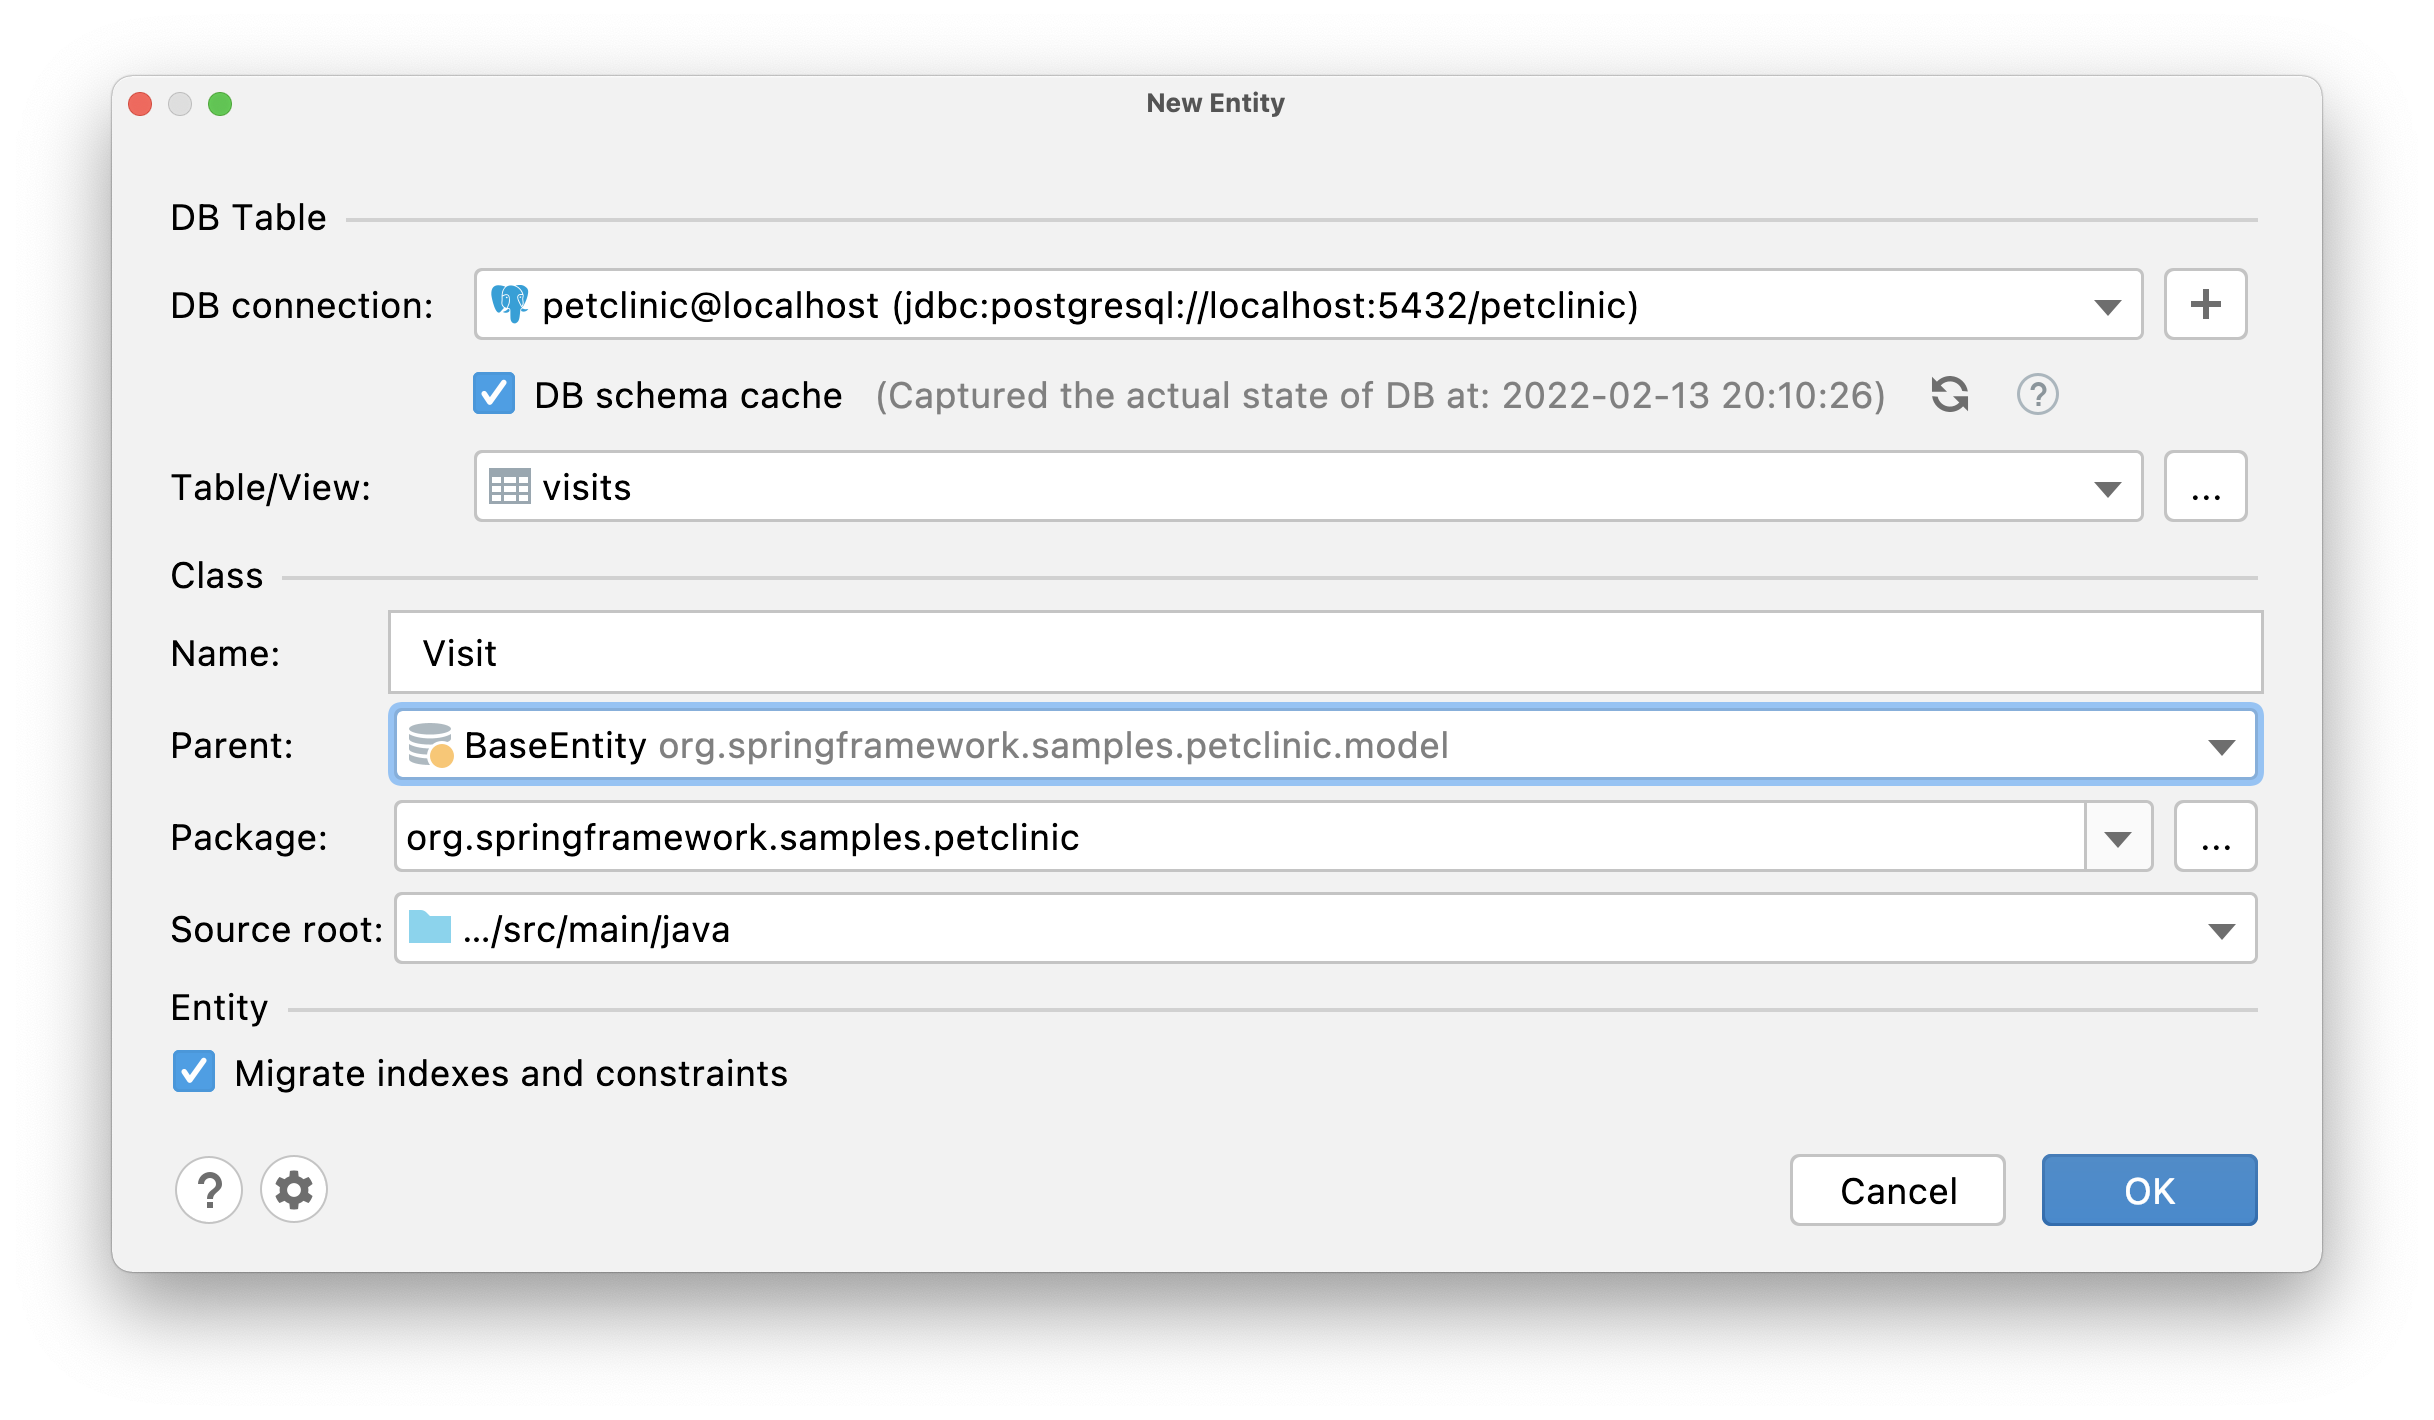 New Entity
DB Table
DB connection: petclinic@localhost (jdbc:postgresql://localhost:5432/petclinic) +
DB schema cache (Captured the actual state of DB at: 2022-02-13 20:10:26) ?
Table/View: visits ...
Class
Name: Visit
Parent: BaseEntity org.springframework.samples.petclinic.model
Package: org.springframework.samples.petclinic ...
Source root: .../src/main/java
Entity
Migrate indexes and constraints
? Cancel OK